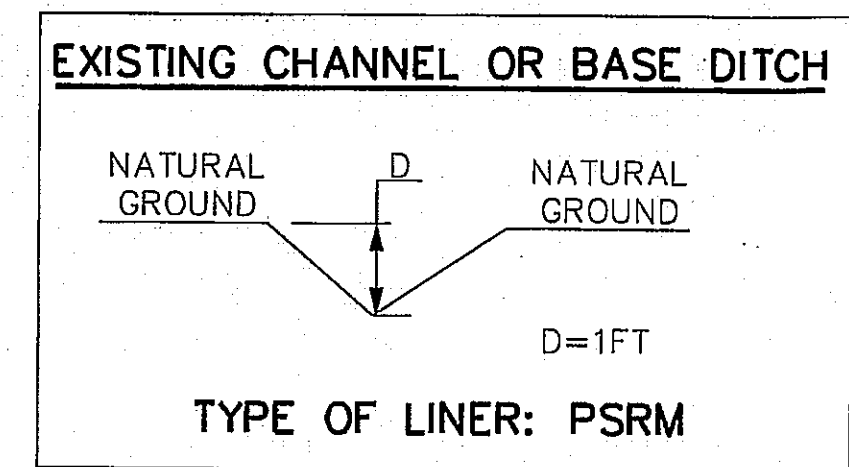 EXISTING CHANNEL OR BASE DITCH
NATURAL
GROUND
D
NATURAL
GROUND
D=1FT
TYPE OF LINER: PSRM